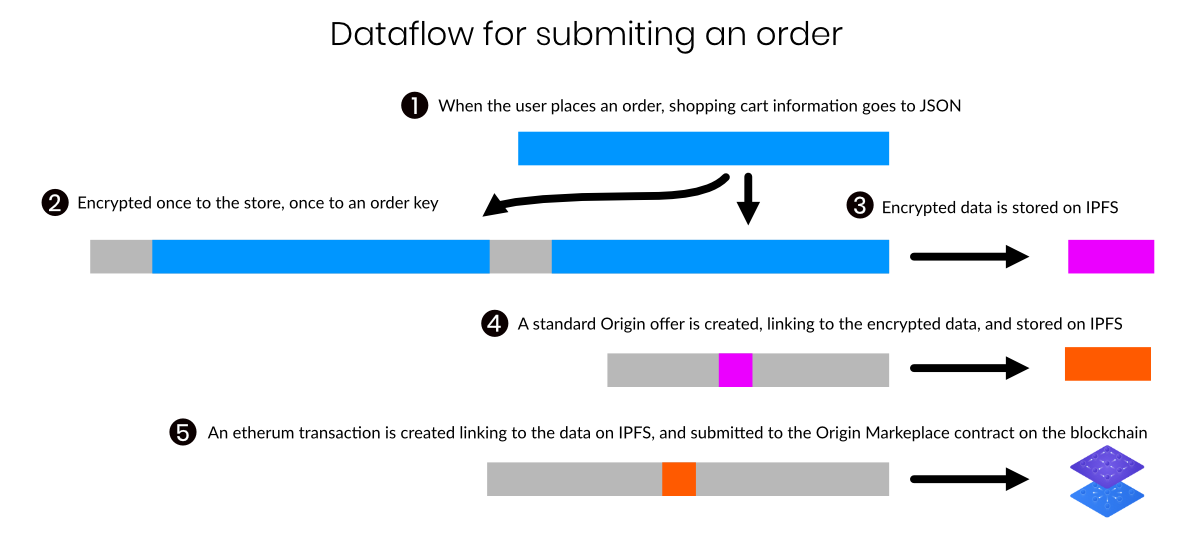 Dataflow for submiting an order
1 When the user places an order, shopping cart information goes to JSON
2 Encrypted once to the store, once to an order key
3 Encrypted data is stored on IPFS
4 A standard Origin offer is created, linking to the encrypted data, and stored on IPFS
5 An etherum transaction is created linking to the data on IPFS, and submitted to the Origin Markeplace contract on the blockchain